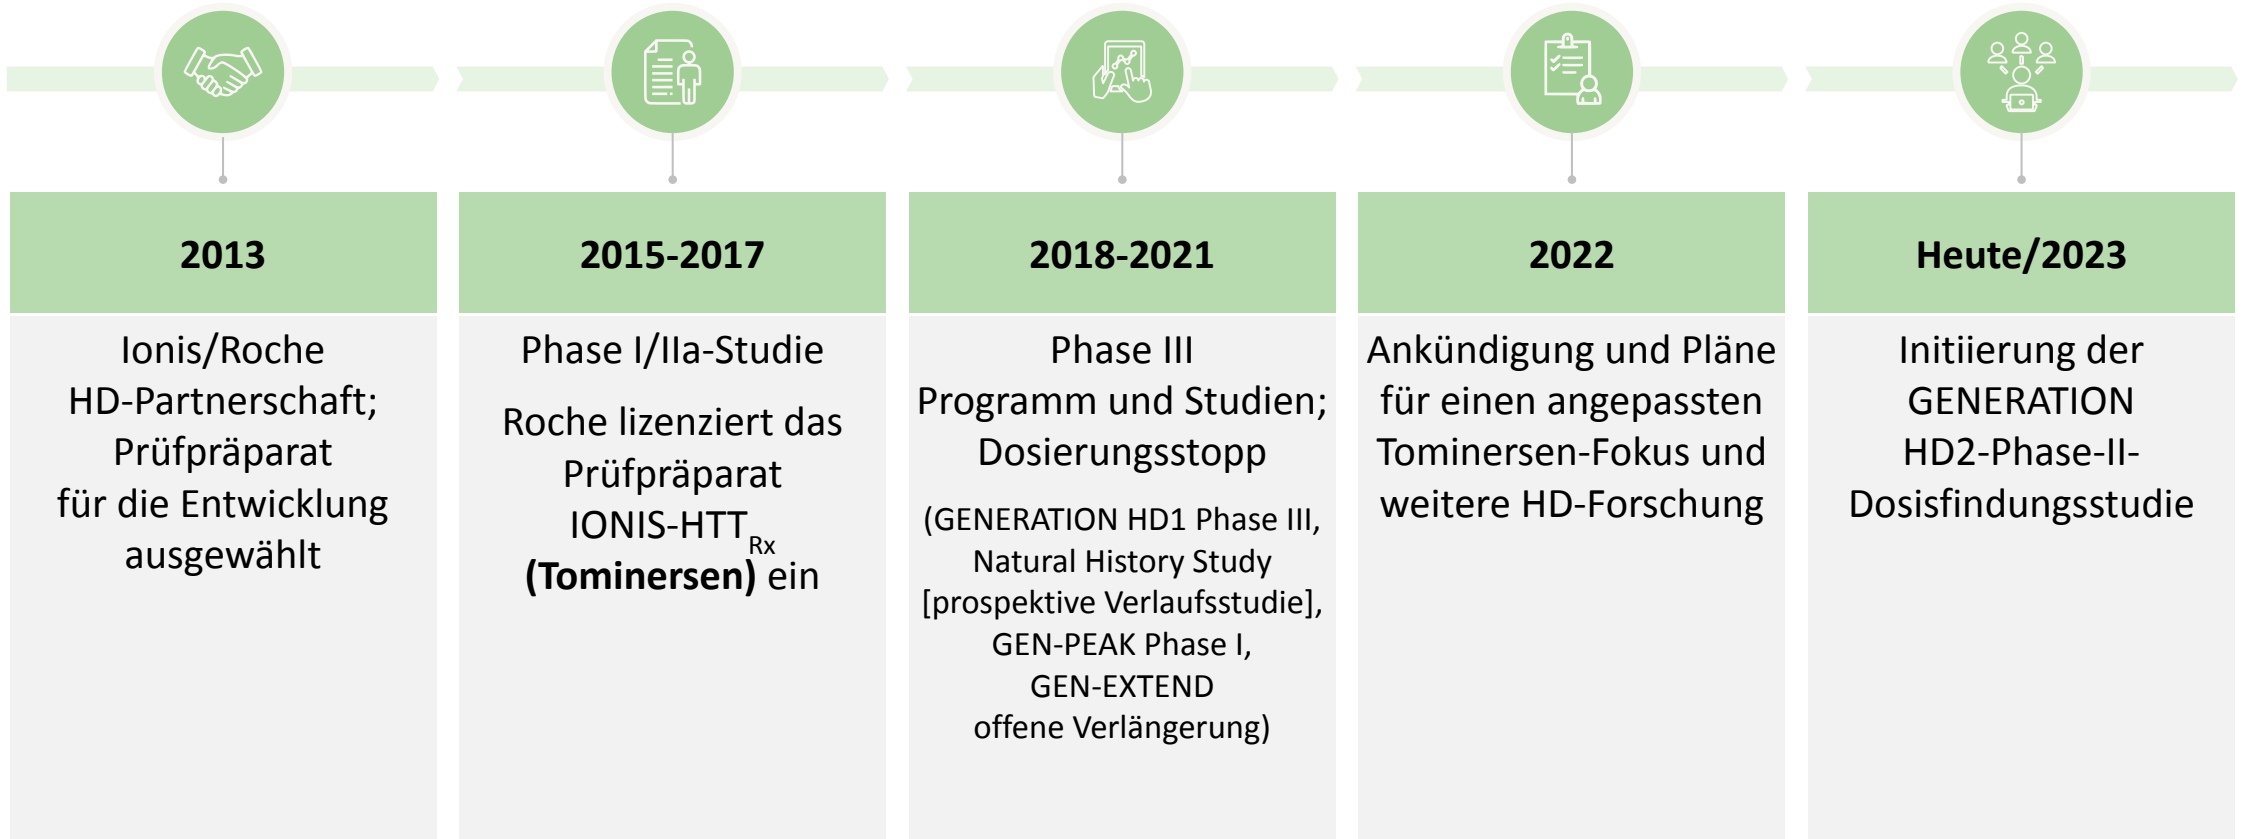 2013
Ionis/Roche
HD-Partnerschaft;
Prüfpräparat
für die Entwicklung
ausgewählt
2015-2017
Phase I/IIa-Studie
Roche lizenziert das
Prüfpräparat
IONIS-HTTRx
(Tominersen) ein
2018-2021
Phase III
Programm und Studien;
Dosierungsstopp
(GENERATION HD1 Phase III,
Natural History Study
[prospektive Verlaufsstudie],
GEN-PEAK Phase I,
GEN-EXTEND
offene Verlängerung)
2022
Ankündigung und Pläne
für einen angepassten
Tominersen-Fokus und
weitere HD-Forschung
Heute/2023
Initiierung der
GENERATION
HD2-Phase-II-
Dosisfindungsstudie